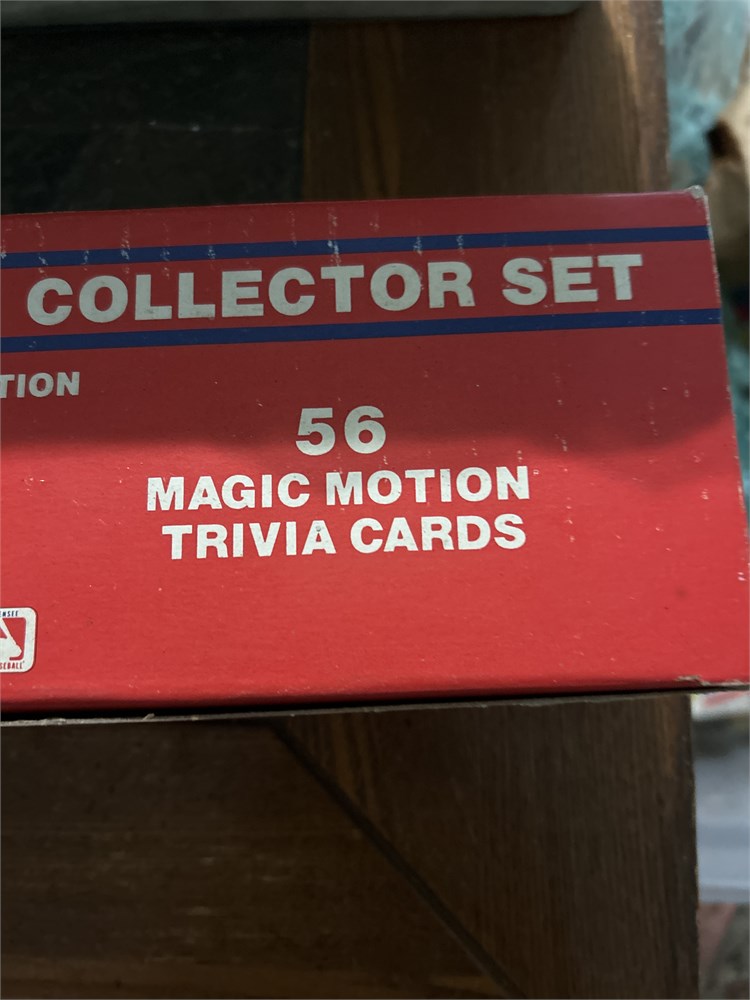 COLLECTOR SET
TION
56
MAGIC MOTION
TRIVIA CARDS